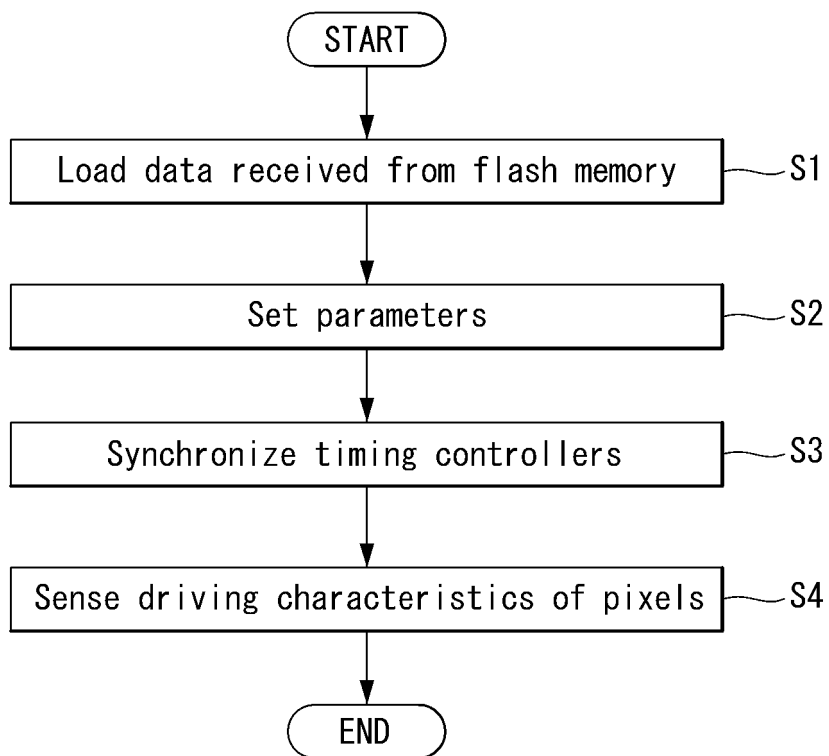 START
Load data received from flash memory
S1
Set parameters
S2
Synchronize timing controllers
S3
Sense driving characteristics of pixels
S4
END